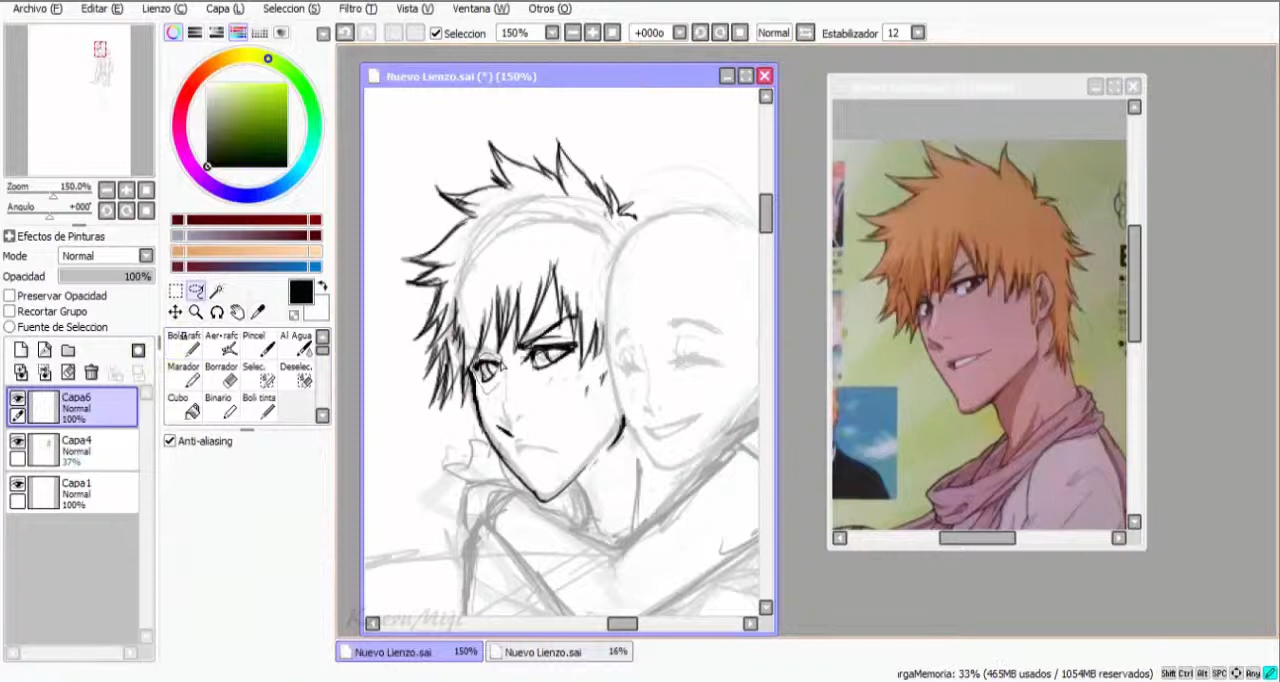 Archivo (F) Editar (E) Lienzo (C) Capa (L) Seleccion (S) Filtro (T) Vista (V) Ventana (W) Otros (O)
Seleccion 150% +000º Normal Estabilizador 12
Nuevo Lienzo.sai (*) (150%)
Zoom 150.0%
Angulo +000°
Efectos de Pinturas
Mode Normal
Opacidad 100%
Preservar Opacidad
Recortar Grupo
Fuente de Seleccion
Aer-rafc Pincel Al Agua
Marador Borrador Selec. Deselec.
Cubo Binario Boli tinta
Anti-aliasing
Capa6
Normal
100%
Capa4
Normal
37%
Capa1
Normal
100%
Nuevo Lienzo.sai 150% Nuevo Lienzo.sai 16%
rgaMemoria: 33% (465MB usados / 1054MB reservados) Shift Ctrl Alt SPC Any